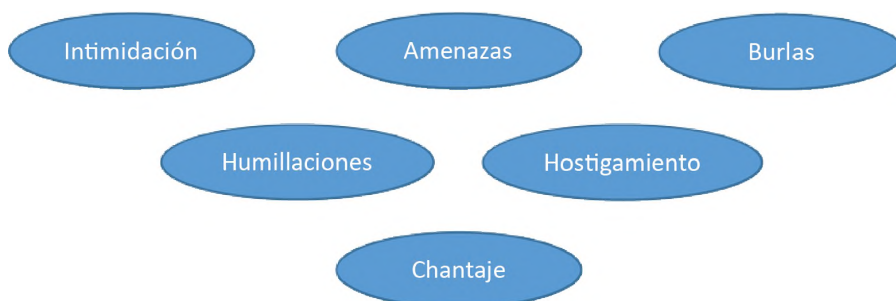 Intimidación
Amenazas
Burlas
Humillaciones
Hostigamiento
Chantaje